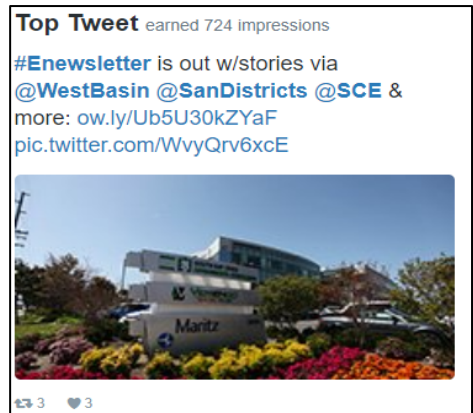 Top Tweet earned 724 impressions
#Enewsletter is out w/stories via
@WestBasin @SanDistricts @SCE &
more: ow.ly/Ub5U30kZYaF
pic.twitter.com/WvyQrv6xcE
Maritz
3 3